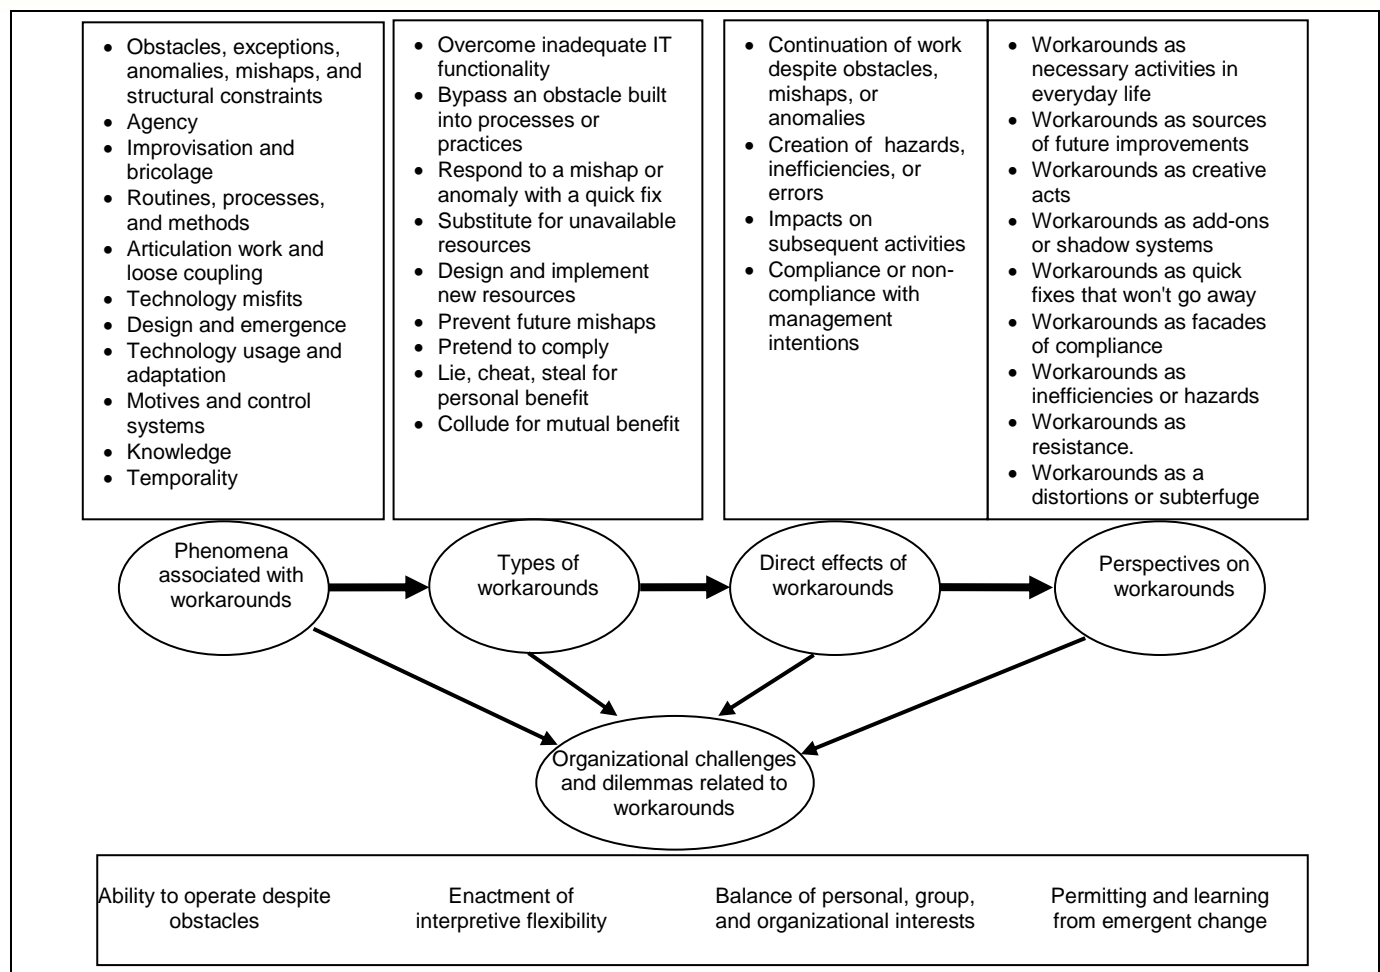 • Obstacles, exceptions,
anomalies, mishaps, and
structural constraints
• Agency
• Improvisation and
bricolage
• Routines, processes,
and methods
• Articulation work and
loose coupling
• Technology misfits
• Design and emergence
• Technology usage and
adaptation
• Motives and control
systems
• Knowledge
• Temporality
• Overcome inadequate IT
functionality
• Bypass an obstacle built
into processes or
practices
• Respond to a mishap or
anomaly with a quick fix
• Substitute for unavailable
resources
• Design and implement
new resources
• Prevent future mishaps
• Pretend to comply
• Lie, cheat, steal for
personal benefit
• Collude for mutual benefit
• Continuation of work
despite obstacles,
mishaps, or
anomalies
• Creation of  hazards,
inefficiencies, or
errors
• Impacts on
subsequent activities
• Compliance or non-
compliance with
management
intentions
• Workarounds as
necessary activities in
everyday life
• Workarounds as sources
of future improvements
• Workarounds as creative
acts
• Workarounds as add-ons
or shadow systems
• Workarounds as quick
fixes that won't go away
• Workarounds as facades
of compliance
• Workarounds as
inefficiencies or hazards
• Workarounds as
resistance.
• Workarounds as a
distortions or subterfuge
Phenomena
associated with
workarounds
Types of
workarounds
Direct effects of
workarounds
Perspectives on
workarounds
Organizational challenges
and dilemmas related to
workarounds
Ability to operate despite
obstacles
Enactment of
interpretive flexibility
Balance of personal, group,
and organizational interests
Permitting and learning
from emergent change